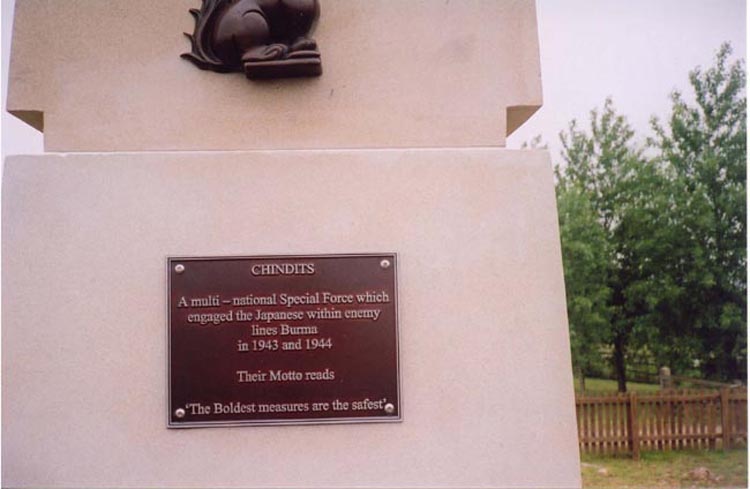 CHINDITS
A multi – national Special Force which
engaged the Japanese within enemy
lines Burma
in 1943 and 1944
Their Motto reads
'The Boldest measures are the safest'